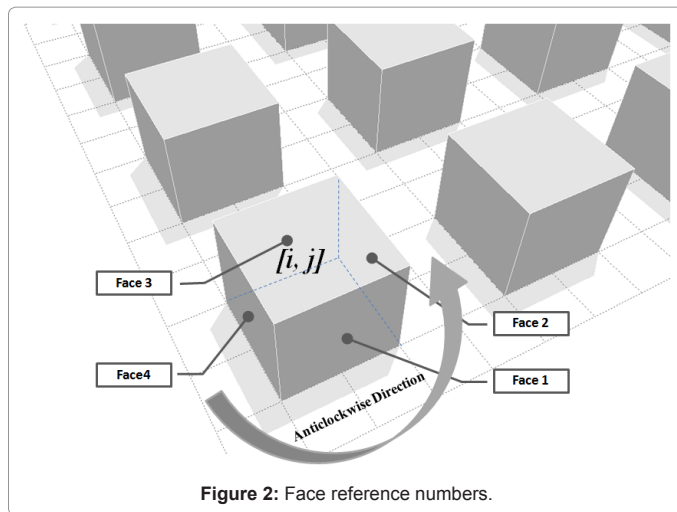 [i, j]
Face 3
Face 2
Face4
Face 1
Anticlockwise Direction
Figure 2: Face reference numbers.